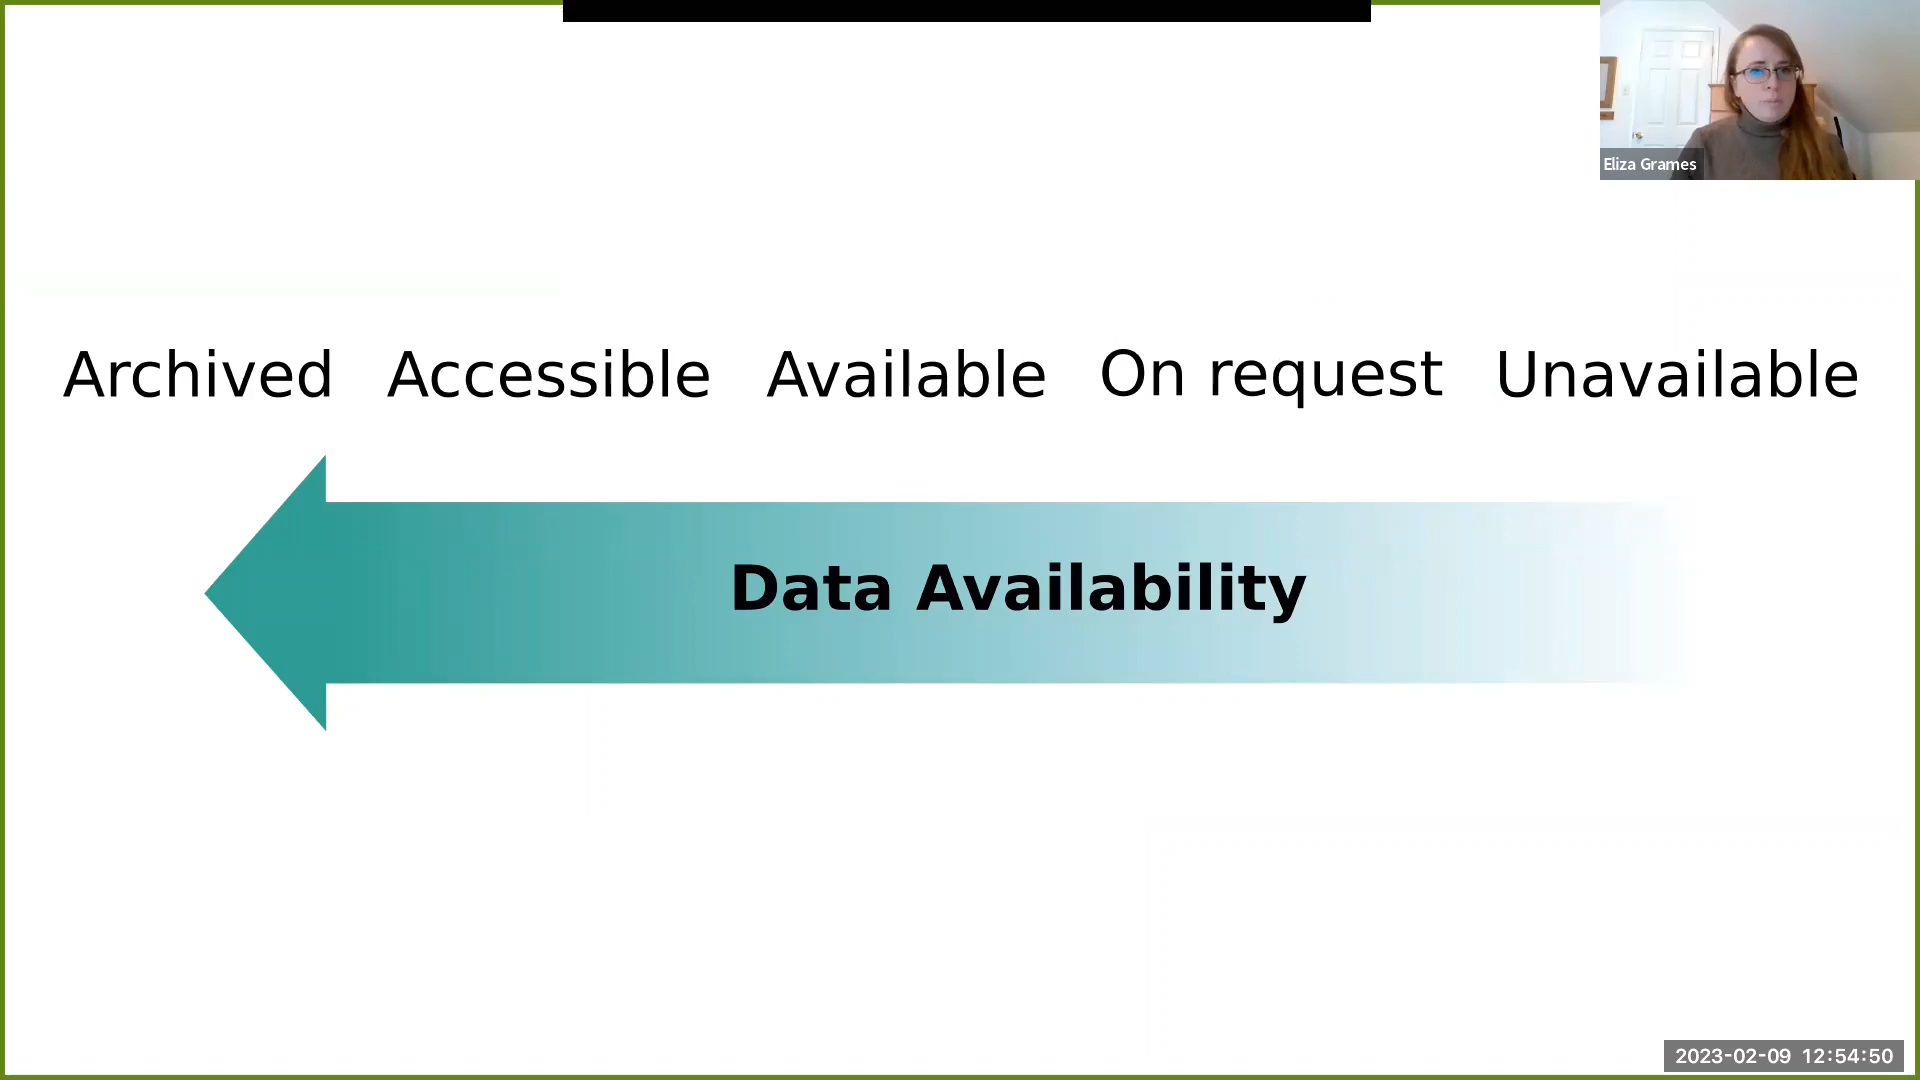 Eliza Grames
Archived Accessible Available On request Unavailable
Data Availability
2023-02-09 12:54:50